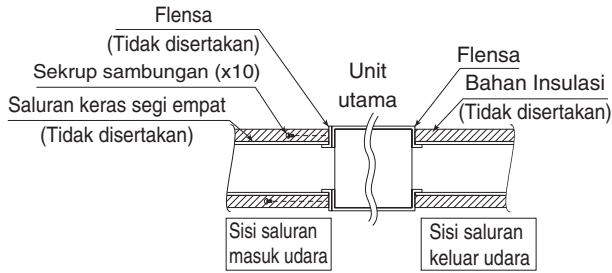 Flensa
(Tidak disertakan)
Sekrup sambungan (x10)
Saluran keras segi empat
(Tidak disertakan)
Unit
utama
Flensa
Bahan Insulasi
(Tidak disertakan)
Sisi saluran
masuk udara
Sisi saluran
keluar udara